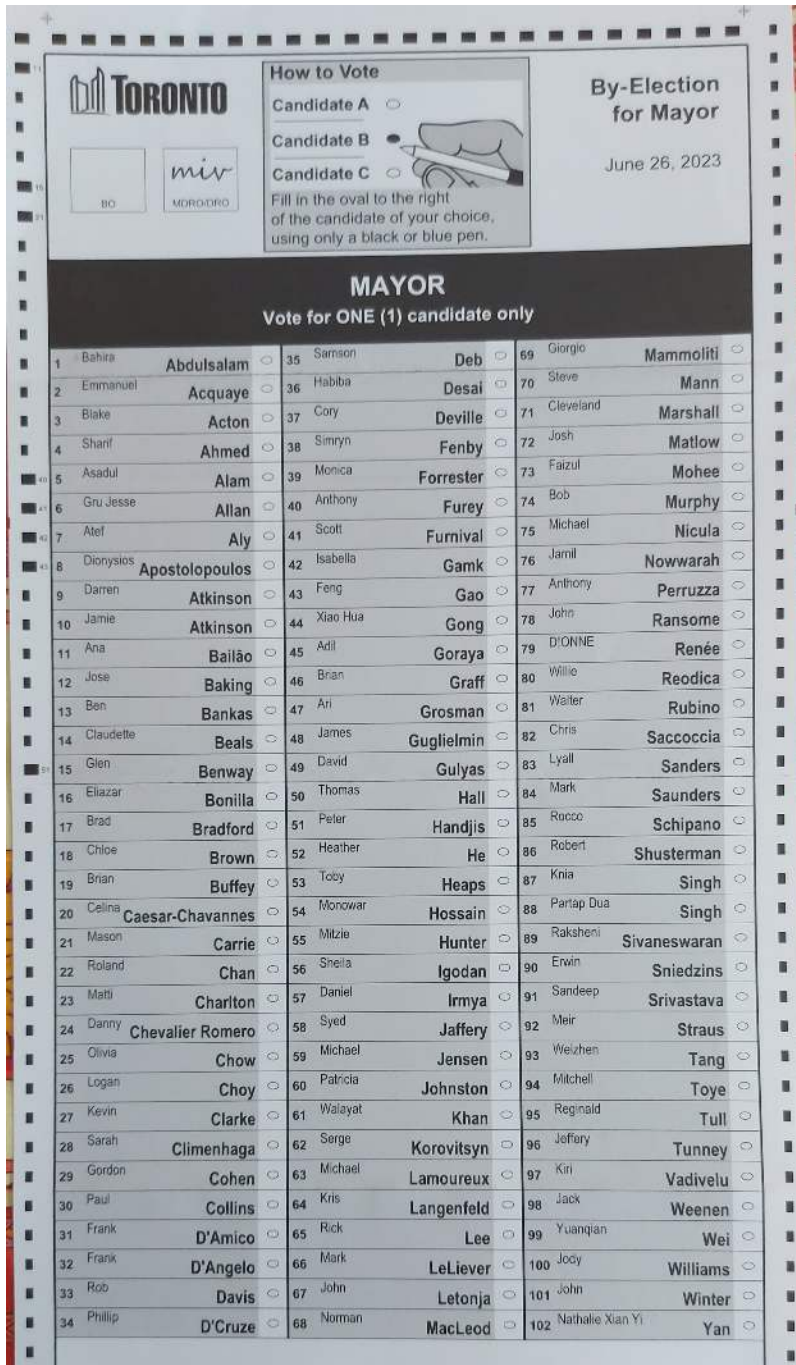 TORONTO
BO
miv
MDRO/DRO
How to Vote
Candidate A
Candidate B
Candidate C
Fill in the oval to the right
of the candidate of your choice,
using only a black or blue pen.
By-Election
for Mayor
June 26, 2023
MAYOR
Vote for ONE (1) candidate only
1 Bahira Abdulsalam
2 Emmanuel Acquaye
3 Blake Acton
4 Sharif Ahmed
5 Asadul Alam
6 Gru Jesse Allan
7 Atef Aly
8 Dionysios Apostolopoulos
9 Darren Atkinson
10 Jamie Atkinson
11 Ana Bailão
12 Jose Baking
13 Ben Bankas
14 Claudette Beals
15 Glen Benway
16 Eliazar Bonilla
17 Brad Bradford
18 Chloe Brown
19 Brian Buffey
20 Celina Caesar-Chavannes
21 Mason Carrie
22 Roland Chan
23 Matti Charlton
24 Danny Chevalier Romero
25 Olivia Chow
26 Logan Choy
27 Kevin Clarke
28 Sarah Climenhaga
29 Gordon Cohen
30 Paul Collins
31 Frank D'Amico
32 Frank D'Angelo
33 Rob Davis
34 Phillip D'Cruze
35 Samson Deb
36 Habiba Desai
37 Cory Deville
38 Simryn Fenby
39 Monica Forrester
40 Anthony Furey
41 Scott Furnival
42 Isabella Gamk
43 Feng Gao
44 Xiao Hua Gong
45 Adil Goraya
46 Brian Graff
47 Ari Grosman
48 James Guglielmin
49 David Gulyas
50 Thomas Hall
51 Peter Handjis
52 Heather He
53 Toby Heaps
54 Monowar Hossain
55 Mitzie Hunter
56 Sheila Igodan
57 Daniel Irmya
58 Syed Jaffery
59 Michael Jensen
60 Patricia Johnston
61 Walayat Khan
62 Serge Korovitsyn
63 Michael Lamoureux
64 Kris Langenfeld
65 Rick Lee
66 Mark LeLiever
67 John Letonja
68 Norman MacLeod
69 Giorgio Mammoliti
70 Steve Mann
71 Cleveland Marshall
72 Josh Matlow
73 Faizul Mohee
74 Bob Murphy
75 Michael Nicula
76 Jamil Nowwarah
77 Anthony Perruzza
78 John Ransome
79 D'ONNE Renée
80 Willie Reodica
81 Walter Rubino
82 Chris Saccoccia
83 Lyall Sanders
84 Mark Saunders
85 Rocco Schipano
86 Robert Shusterman
87 Knia Singh
88 Partap Dua Singh
89 Raksheni Sivaneswaran
90 Erwin Sniedzins
91 Sandeep Srivastava
92 Meir Straus
93 Weizhen Tang
94 Mitchell Toye
95 Reginald Tull
96 Jeffery Tunney
97 Kiri Vadivelu
98 Jack Weenen
99 Yuanqian Wei
100 Jody Williams
101 John Winter
102 Nathalie Xian Yi Yan